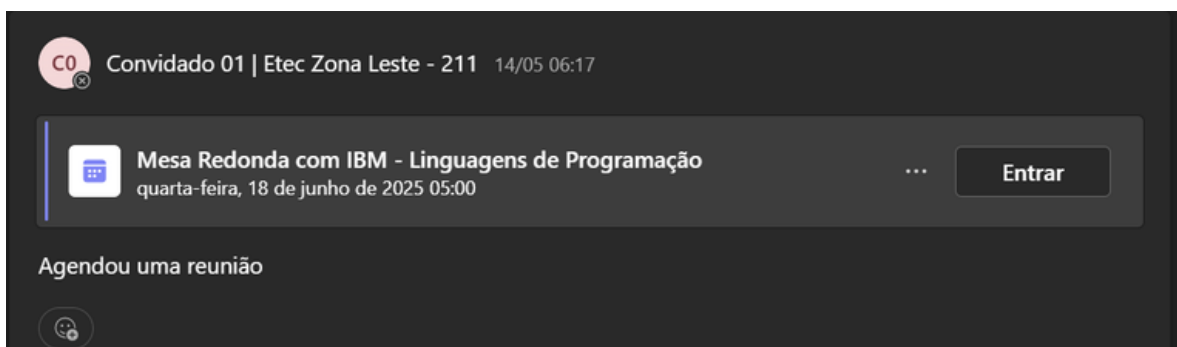 C0
Convidado 01 | Etec Zona Leste - 211 14/05 06:17
Mesa Redonda com IBM - Linguagens de Programação
quarta-feira, 18 de junho de 2025 05:00
... Entrar
Agendou uma reunião